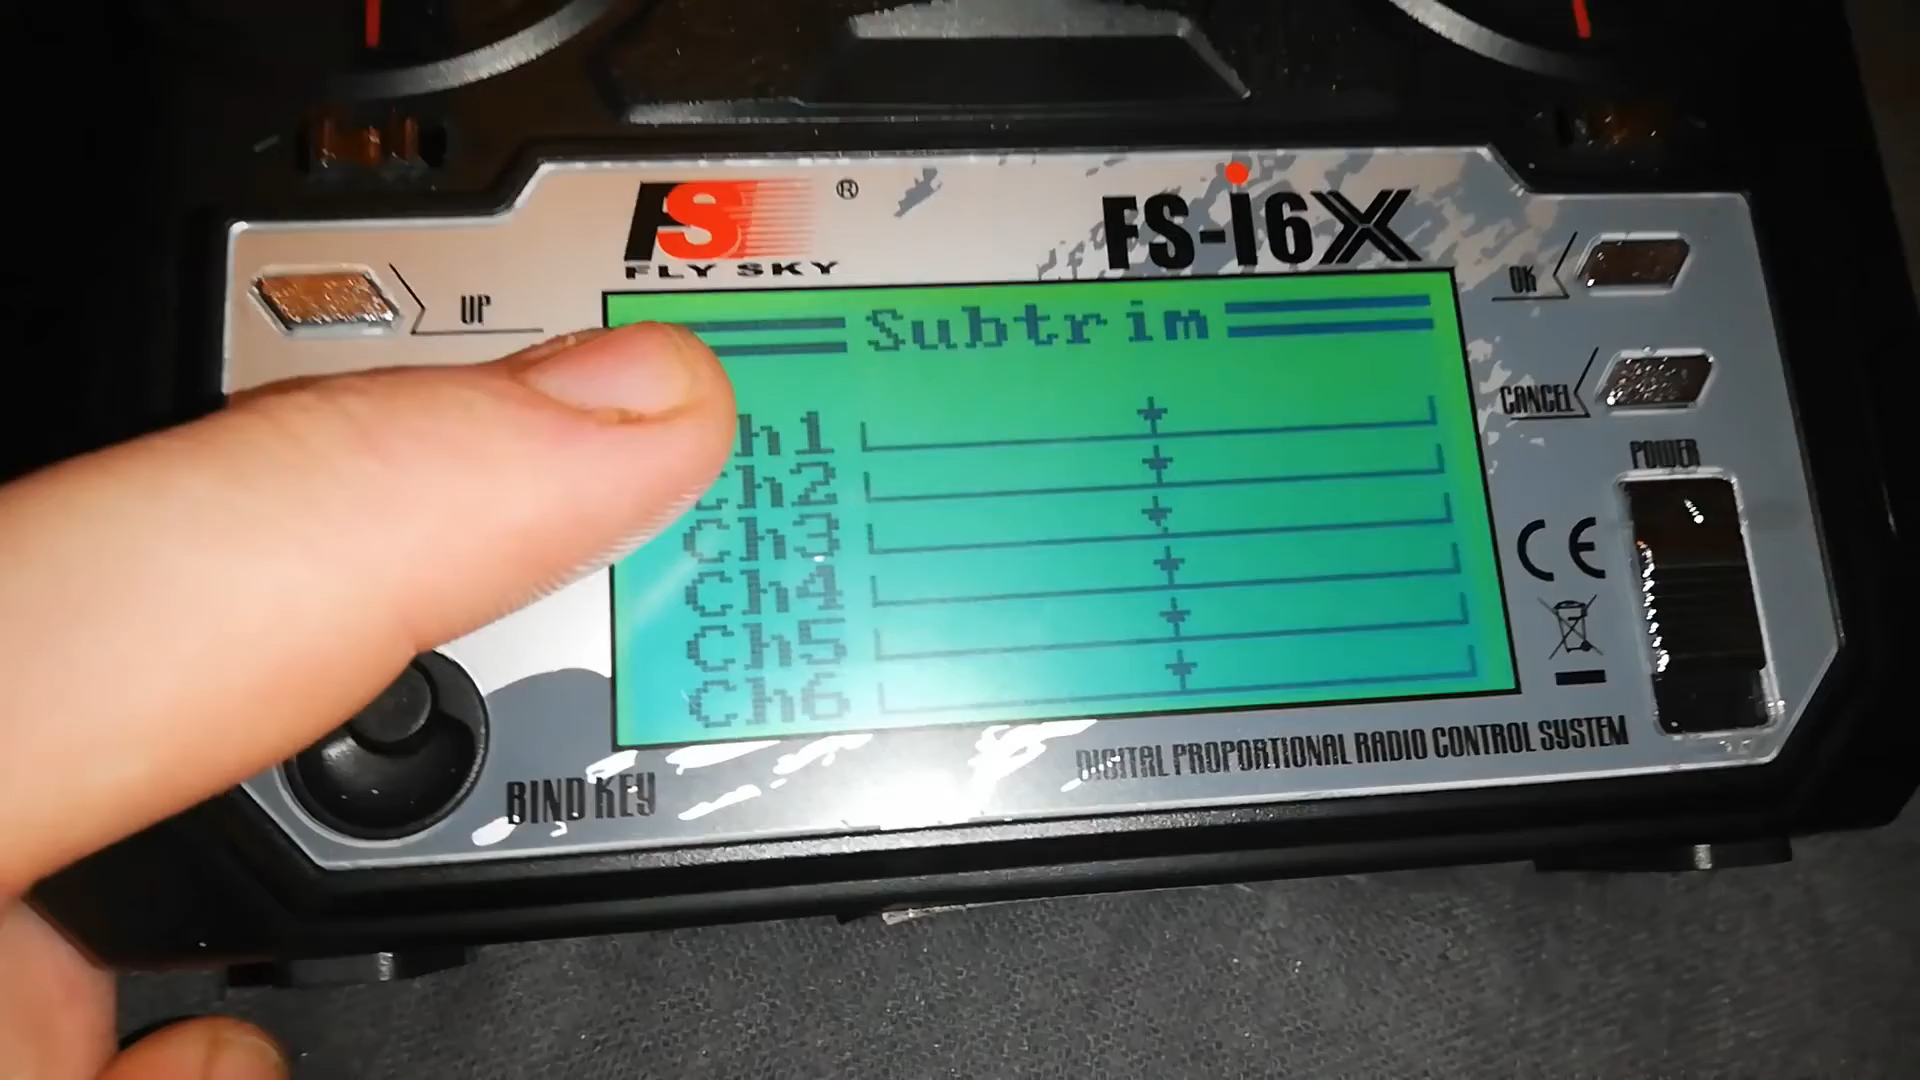 FS ®
FLY SKY
FS-i6X
UP
OK
CANCEL
POWER
Subtrim
h1
Ch2
Ch3
Ch4
Ch5
Ch6
CE
BIND KEY
DIGITAL PROPORTIONAL RADIO CONTROL SYSTEM